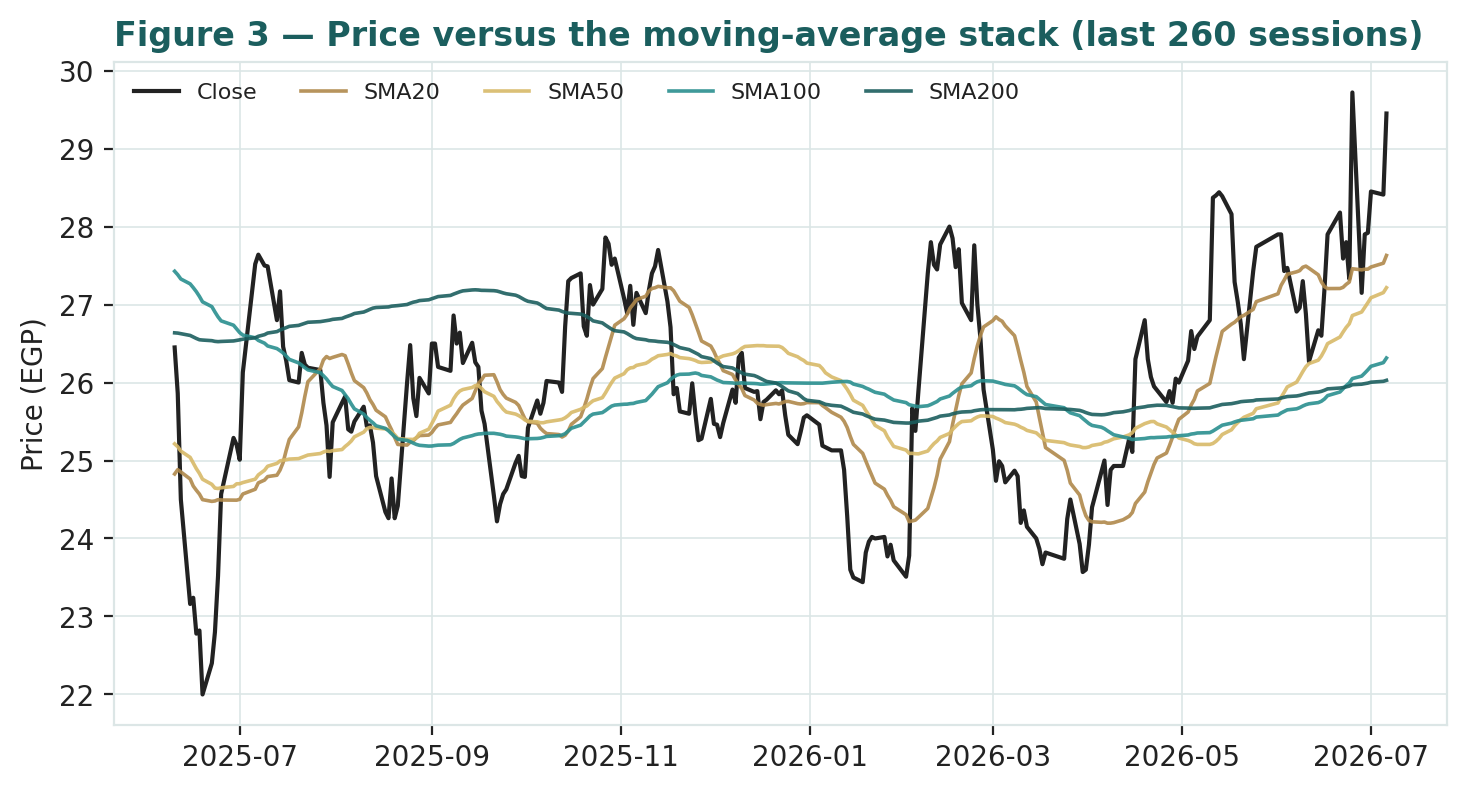 Figure 3 — Price versus the moving-average stack (last 260 sessions)
Close SMA20 SMA50 SMA100 SMA200
Price (EGP)
30
29
28
27
26
25
24
23
22
2025-07 2025-09 2025-11 2026-01 2026-03 2026-05 2026-07